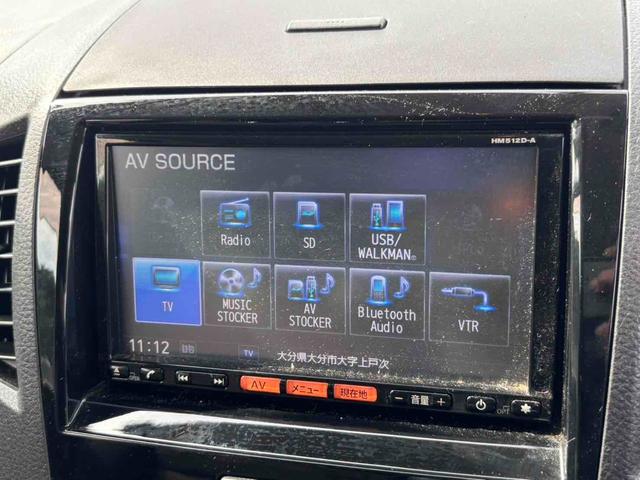 HM512D-A
AV SOURCE
Radio
SD
USB/
WALKMAN®
TV
MUSIC
STOCKER
AV
STOCKER
Bluetooth
Audio
VTR
11:12
TV
大分県大分市大字上戸次
AV
メニュー
現在地
− 音量 +
OFF